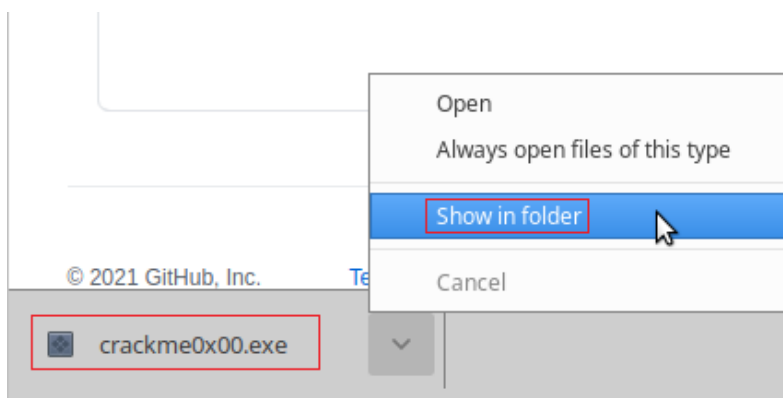 Open
Always open files of this type
Show in folder
© 2021 GitHub, Inc. Te
Cancel
crackme0x00.exe